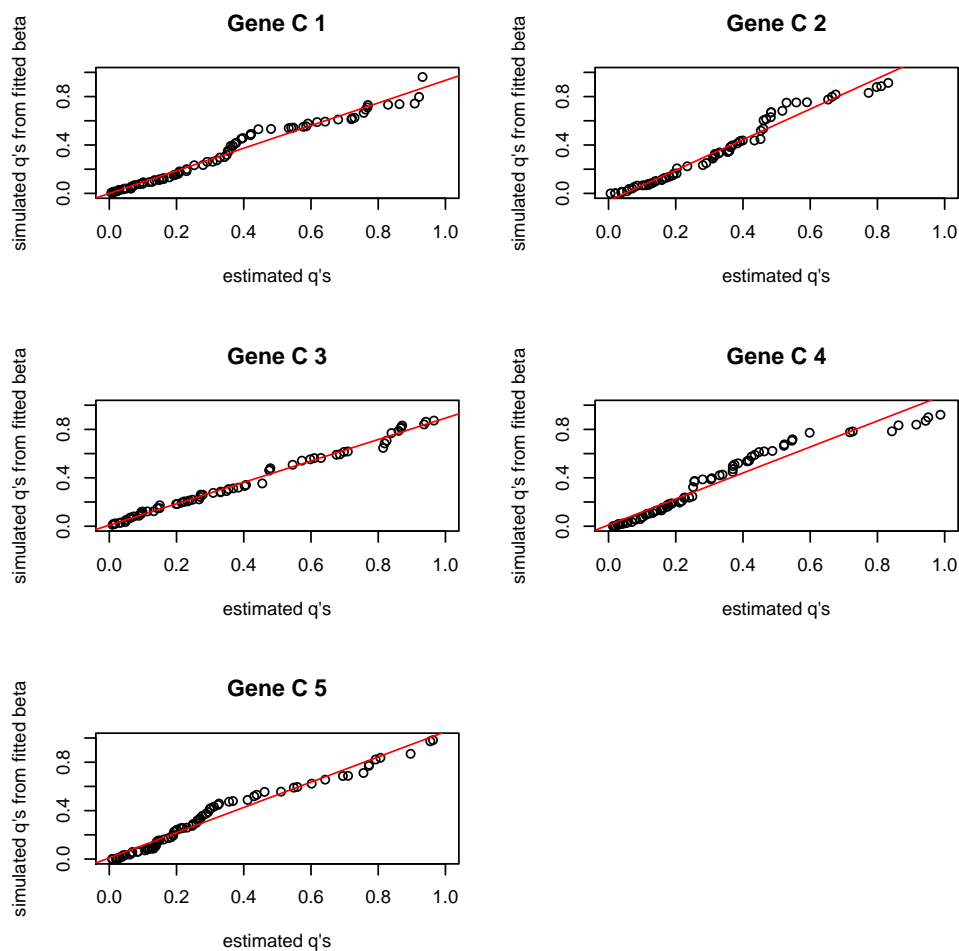 Gene C 1
simulated q's from fitted beta
0.0 0.4 0.8
0.0 0.2 0.4 0.6 0.8 1.0
estimated q's
Gene C 2
simulated q's from fitted beta
0.0 0.4 0.8
0.0 0.2 0.4 0.6 0.8 1.0
estimated q's
Gene C 3
simulated q's from fitted beta
0.0 0.4 0.8
0.0 0.2 0.4 0.6 0.8 1.0
estimated q's
Gene C 4
simulated q's from fitted beta
0.0 0.4 0.8
0.0 0.2 0.4 0.6 0.8 1.0
estimated q's
Gene C 5
simulated q's from fitted beta
0.0 0.4 0.8
0.0 0.2 0.4 0.6 0.8 1.0
estimated q's